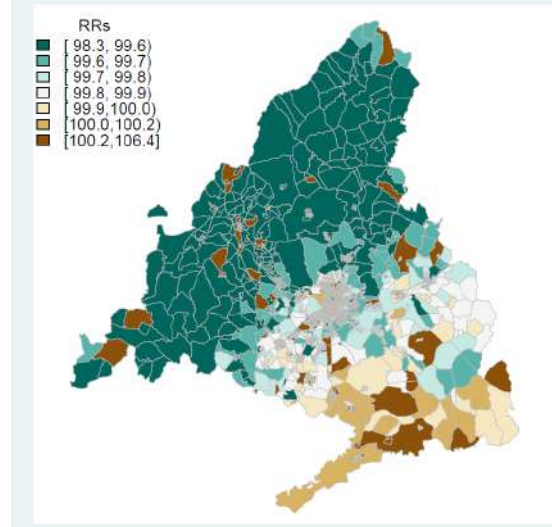 RRs
[ 98.3, 99.6)
[ 99.6, 99.7)
[ 99.7, 99.8)
[ 99.8, 99.9)
[ 99.9,100.0)
[100.0,100.2)
[100.2,106.4]